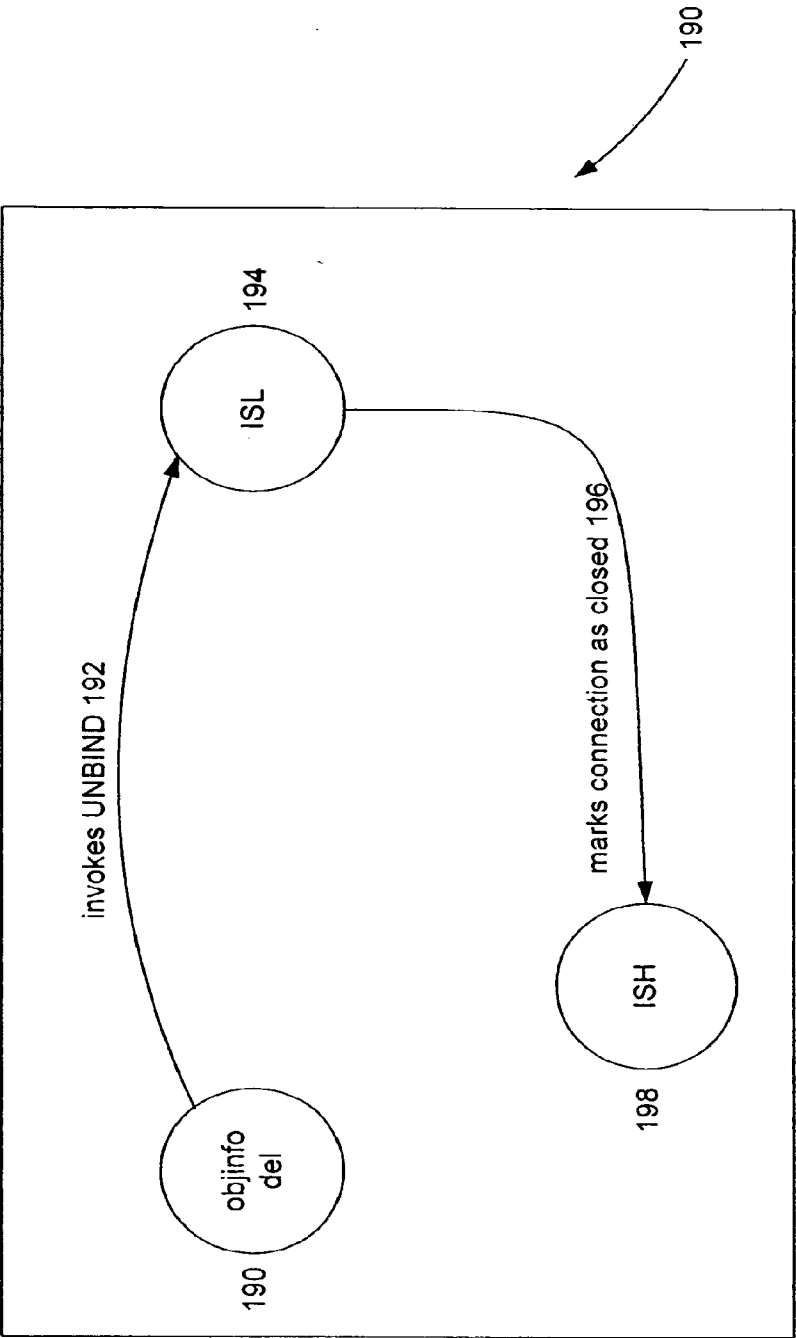 invokes UNBIND 192
objinfo
del
190
ISL
194
marks connection as closed 196
ISH
198
190